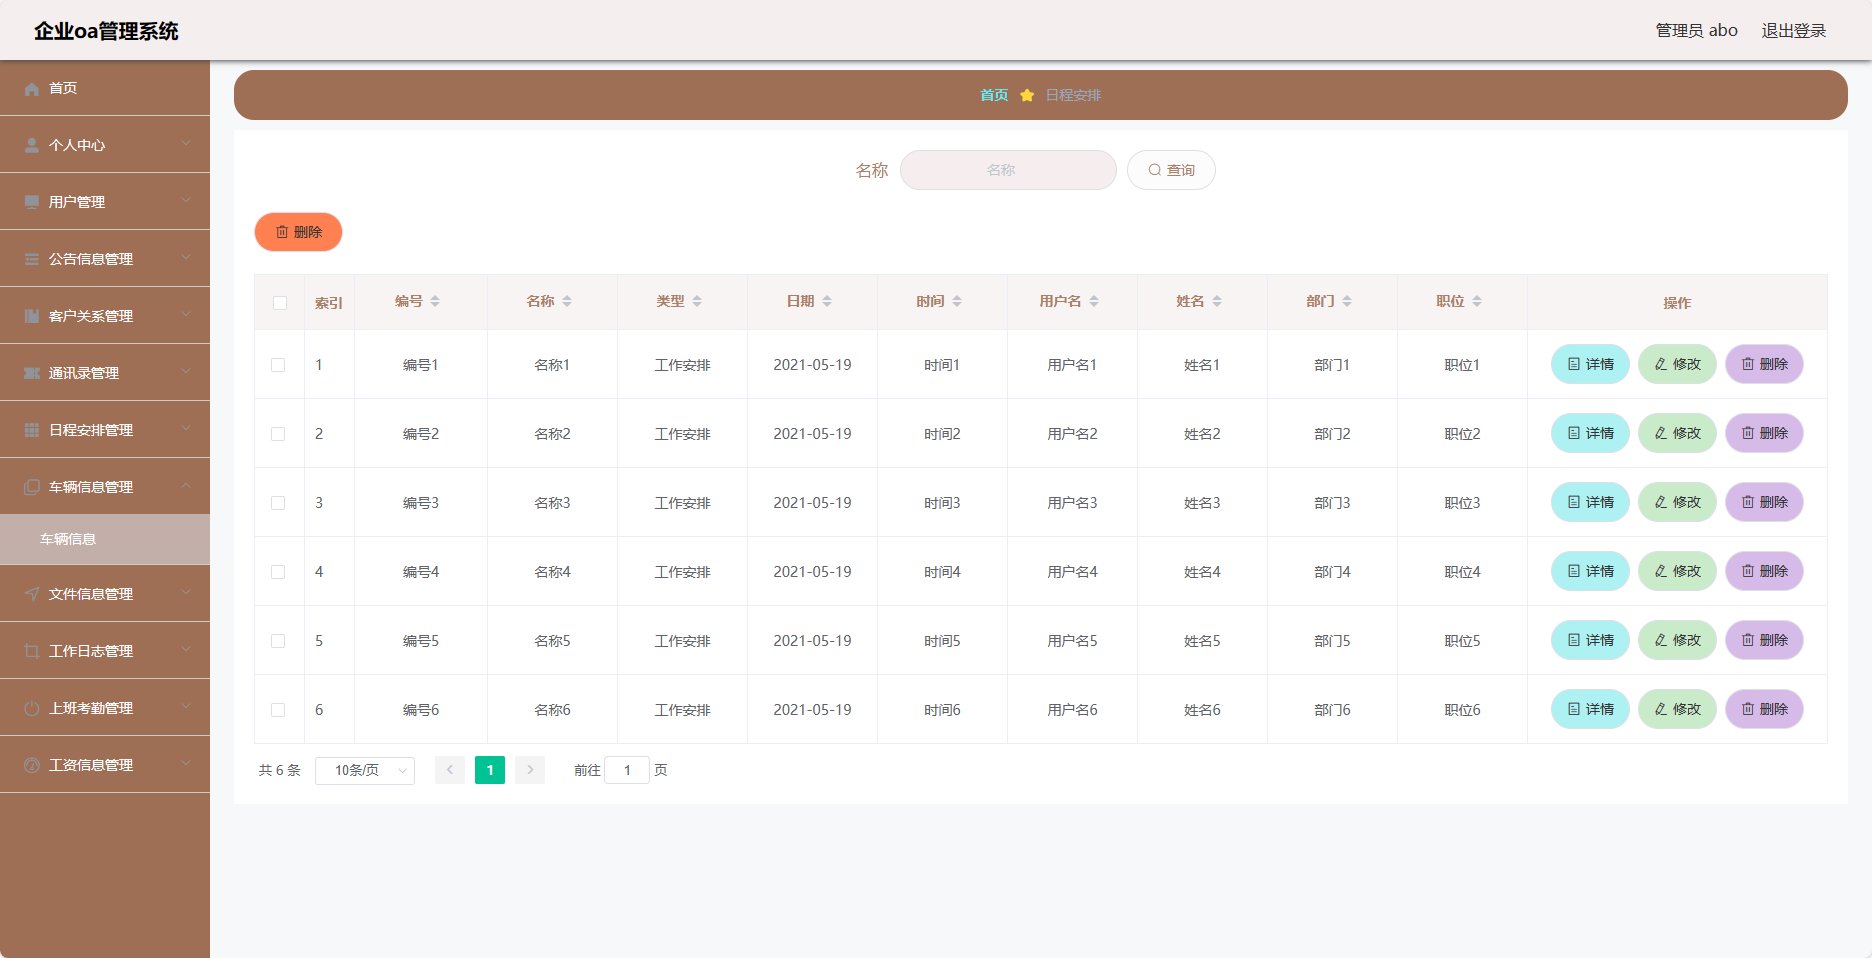 企业oa管理系统
管理员 abo 退出登录
首页
个人中心
用户管理
公告信息管理
客户关系管理
通讯录管理
日程安排管理
车辆信息管理
车辆信息
文件信息管理
工作日志管理
上班考勤管理
工资信息管理
首页 日程安排
名称 名称 查询
删除
索引 编号 名称 类型 日期 时间 用户名 姓名 部门 职位 操作
1 编号1 名称1 工作安排 2021-05-19 时间1 用户名1 姓名1 部门1 职位1 详情 修改 删除
2 编号2 名称2 工作安排 2021-05-19 时间2 用户名2 姓名2 部门2 职位2 详情 修改 删除
3 编号3 名称3 工作安排 2021-05-19 时间3 用户名3 姓名3 部门3 职位3 详情 修改 删除
4 编号4 名称4 工作安排 2021-05-19 时间4 用户名4 姓名4 部门4 职位4 详情 修改 删除
5 编号5 名称5 工作安排 2021-05-19 时间5 用户名5 姓名5 部门5 职位5 详情 修改 删除
6 编号6 名称6 工作安排 2021-05-19 时间6 用户名6 姓名6 部门6 职位6 详情 修改 删除
共 6 条 10条/页 1 前往 1 页